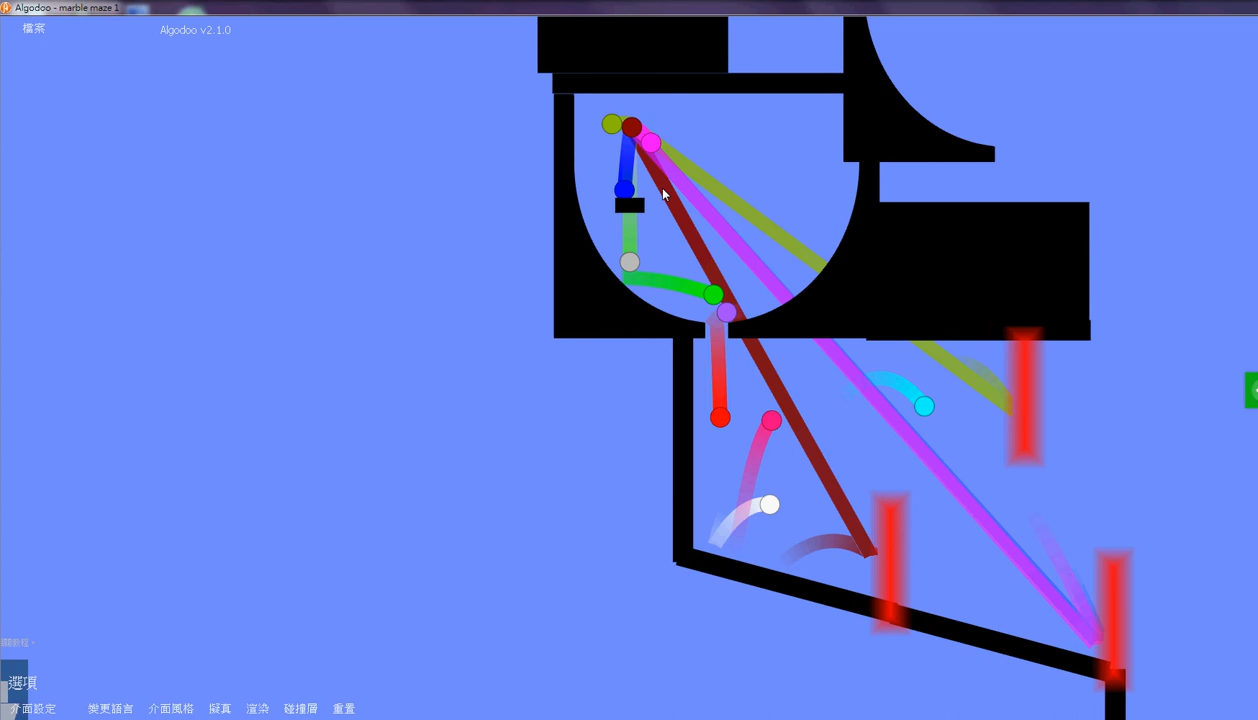 Algodoo - marble maze 1
檔案
Algodoo v2.1.0
選項
介面設定 變更語言 介面風格 擬真 渲染 碰撞層 重置